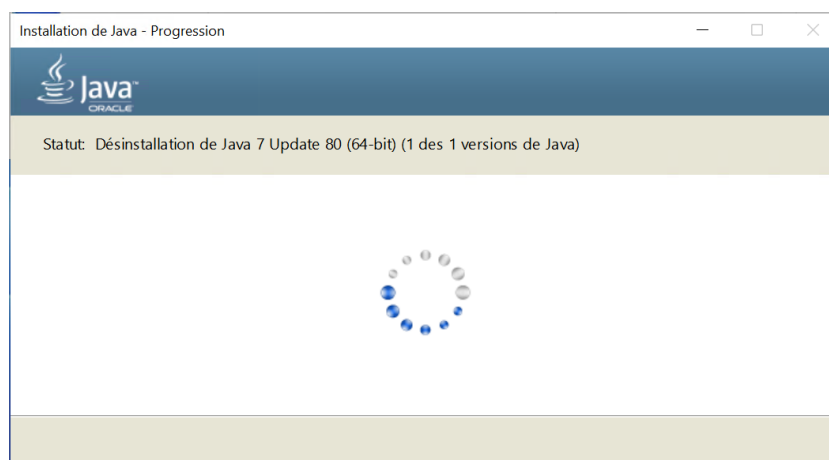 Installation de Java - Progression
Java™
ORACLE
Statut: Désinstallation de Java 7 Update 80 (64-bit) (1 des 1 versions de Java)